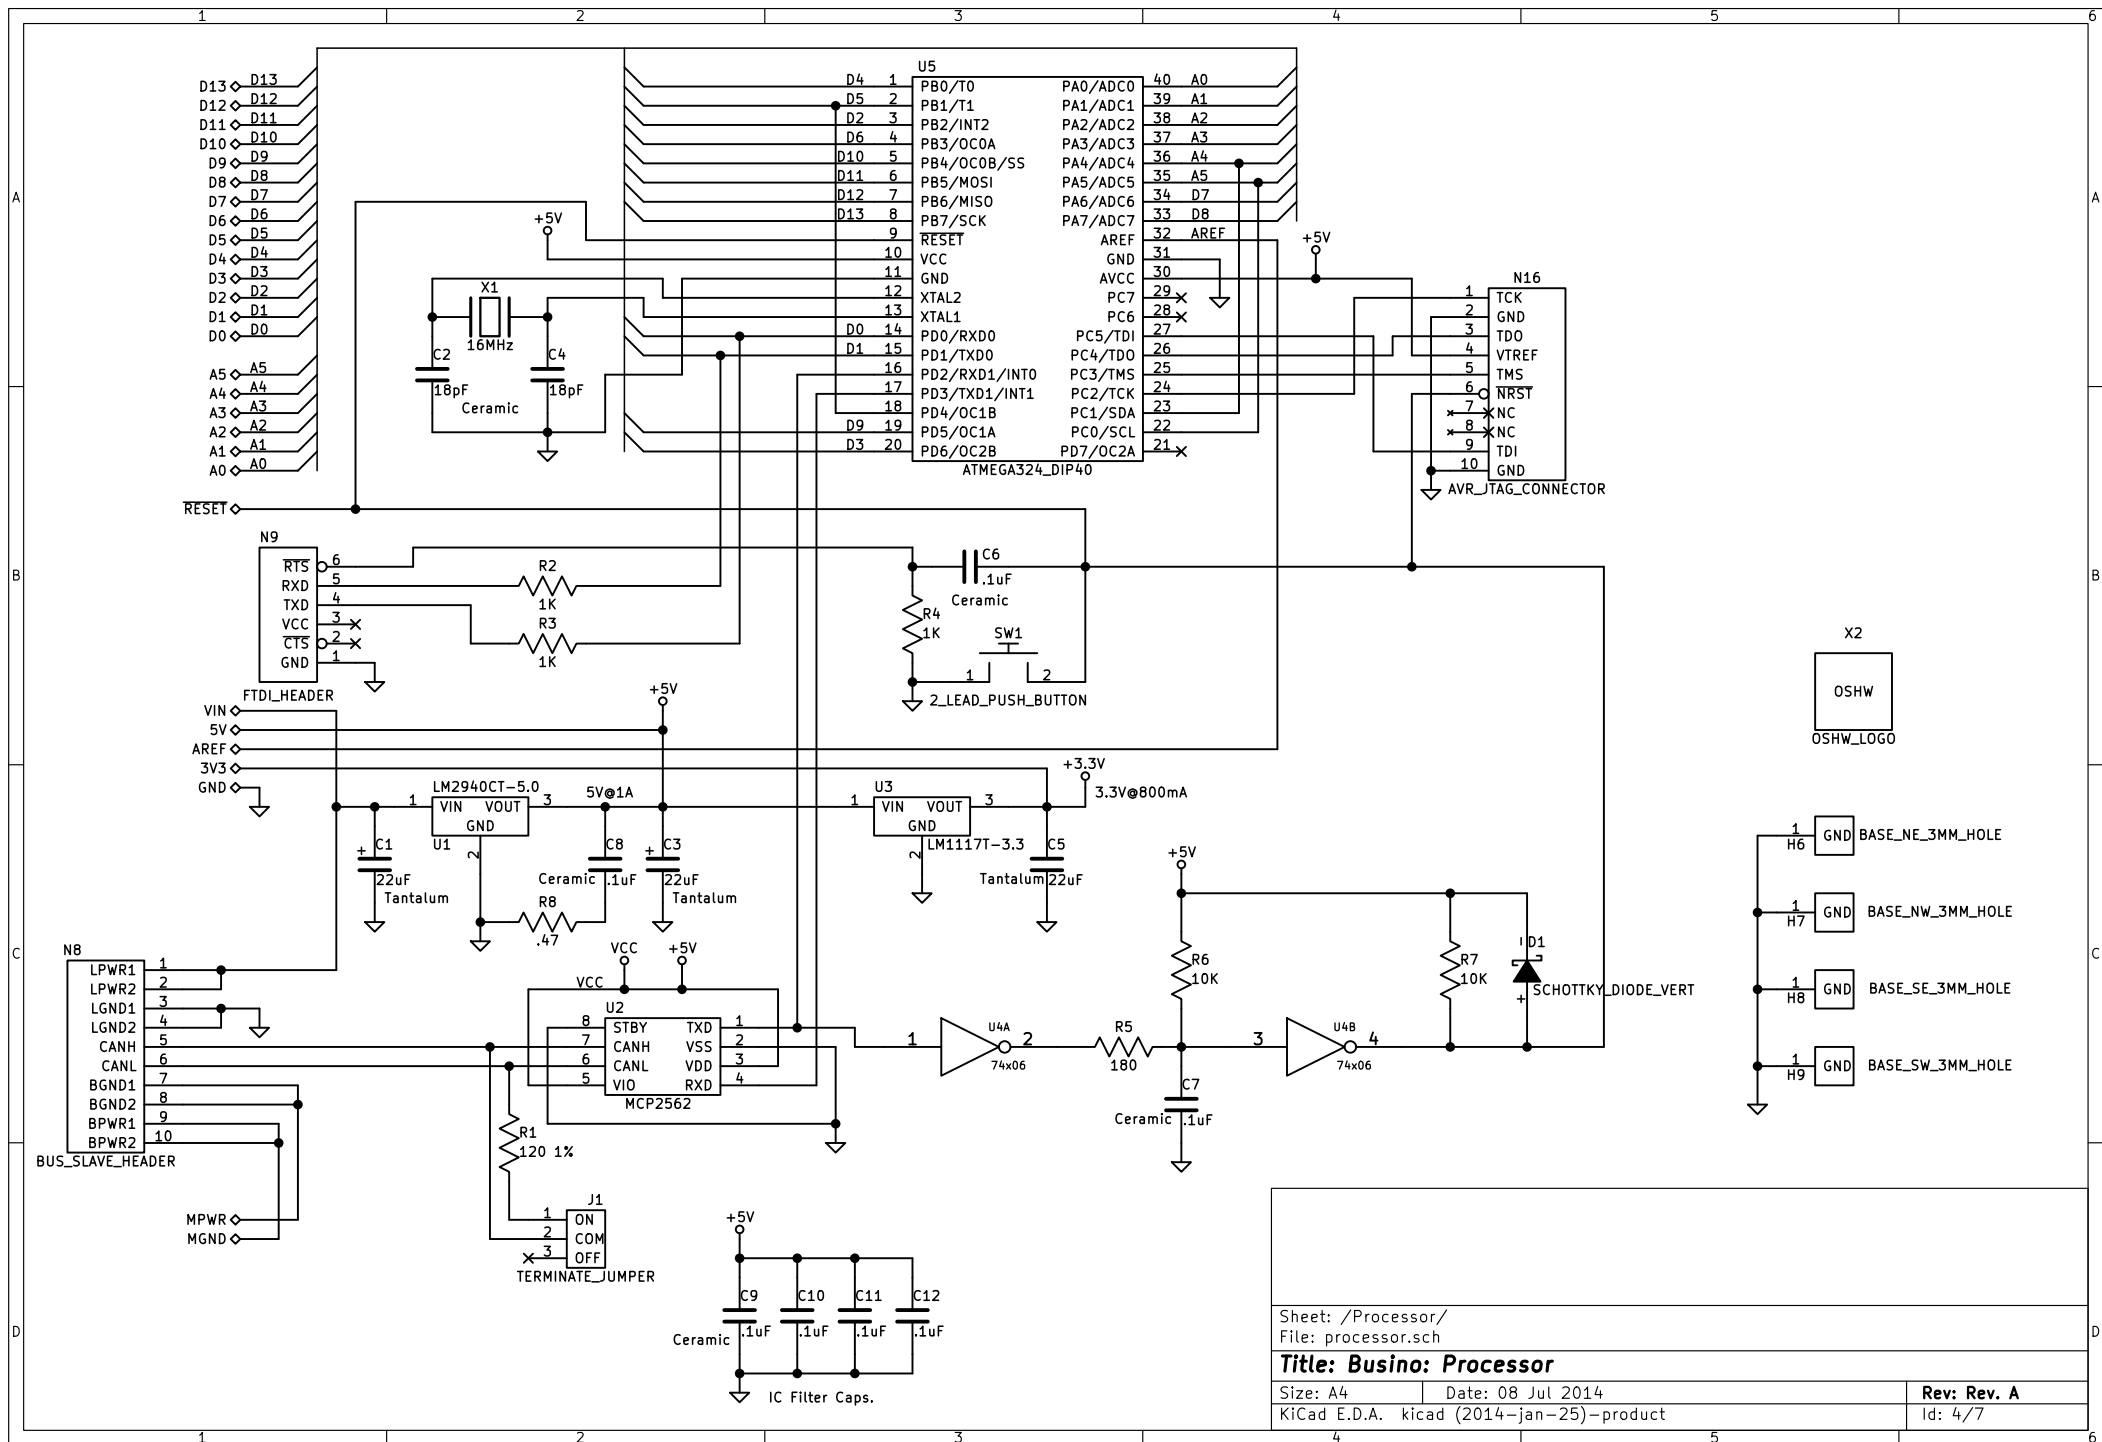 1 2 3 4 5 6
A
B
C
D
A
B
C
D
1 2 3 4 5 6
D13 D13
D12 D12
D11 D11
D10 D10
D9 D9
D8 D8
D7 D7
D6 D6
D5 D5
D4 D4
D3 D3
D2 D2
D1 D1
D0 D0
A5 A5
A4 A4
A3 A3
A2 A2
A1 A1
A0 A0
RESET
U5
D4 1 PB0/T0
D5 2 PB1/T1
D2 3 PB2/INT2
D6 4 PB3/OC0A
D10 5 PB4/OC0B/SS
D11 6 PB5/MOSI
D12 7 PB6/MISO
D13 8 PB7/SCK
9 RESET
10 VCC
11 GND
12 XTAL2
13 XTAL1
D0 14 PD0/RXD0
D1 15 PD1/TXD0
16 PD2/RXD1/INT0
17 PD3/TXD1/INT1
18 PD4/OC1B
D9 19 PD5/OC1A
D3 20 PD6/OC2B
PA0/ADC0 40 A0
PA1/ADC1 39 A1
PA2/ADC2 38 A2
PA3/ADC3 37 A3
PA4/ADC4 36 A4
PA5/ADC5 35 A5
PA6/ADC6 34 D7
PA7/ADC7 33 D8
AREF 32 AREF
GND 31
AVCC 30
PC7 29
PC6 28
PC5/TDI 27
PC4/TDO 26
PC3/TMS 25
PC2/TCK 24
PC1/SDA 23
PC0/SCL 22
PD7/OC2A 21
ATMEGA324_DIP40
+5V
X1
16MHz
C2
18pF
C4
18pF
Ceramic
+5V
N16
1 TCK
2 GND
3 TDO
4 VTREF
5 TMS
6 NRST
7 NC
8 NC
9 TDI
10 GND
AVR_JTAG_CONNECTOR
N9
RTS 6
RXD 5
TXD 4
VCC 3
CTS 2
GND 1
FTDI_HEADER
R2
1K
R3
1K
C6
.1uF
Ceramic
R4
1K
SW1
1 2
2_LEAD_PUSH_BUTTON
X2
OSHW
OSHW_LOGO
VIN
5V
AREF
3V3
GND
+5V
LM2940CT-5.0
1 VIN VOUT 3
GND
U1
2
5V@1A
+ C1
22uF
Tantalum
C8
Ceramic .1uF
+ C3
22uF
Tantalum
R8
.47
U3
1 VIN VOUT 3
GND
LM1117T-3.3
2
+3.3V
3.3V@800mA
C5
Tantalum 22uF
N8
LPWR1 1
LPWR2 2
LGND1 3
LGND2 4
CANH 5
CANL 6
BGND1 7
BGND2 8
BPWR1 9
BPWR2 10
BUS_SLAVE_HEADER
MPWR
MGND
VCC +5V
VCC
U2
8 STBY TXD 1
7 CANH VSS 2
6 CANL VDD 3
5 VIO RXD 4
MCP2562
R1
120 1%
J1
1 ON
2 COM
3 OFF
TERMINATE_JUMPER
1 U4A 2
74x06
R5
180
+5V
R6
10K
C7
Ceramic .1uF
3 U4B 4
74x06
R7
10K
D1
+ SCHOTTKY_DIODE_VERT
1 GND BASE_NE_3MM_HOLE
H6
1 GND BASE_NW_3MM_HOLE
H7
1 GND BASE_SE_3MM_HOLE
H8
1 GND BASE_SW_3MM_HOLE
H9
+5V
C9 C10 C11 C12
Ceramic .1uF .1uF .1uF .1uF
IC Filter Caps.
Sheet: /Processor/
File: processor.sch
Title: Busino: Processor
Size: A4 Date: 08 Jul 2014 Rev: Rev. A
KiCad E.D.A. kicad (2014-jan-25)-product Id: 4/7